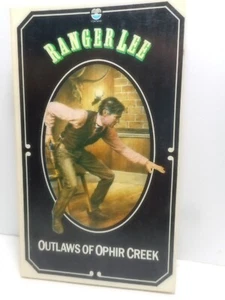 RANGER LEE
OUTLAWS OF OPHIR CREEK